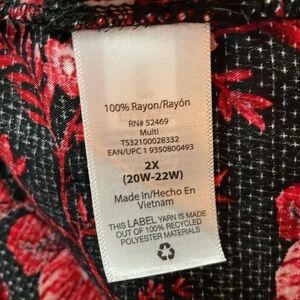 100% Rayon/Rayón
RN# 52469
Multi
TS32100028332
EAN/UPC 1 9350800493
2X
(20W-22W)
Made In/Hecho En
Vietnam
THIS LABEL YARN IS MADE
OUT OF 100% RECYCLED
POLYESTER MATERIALS